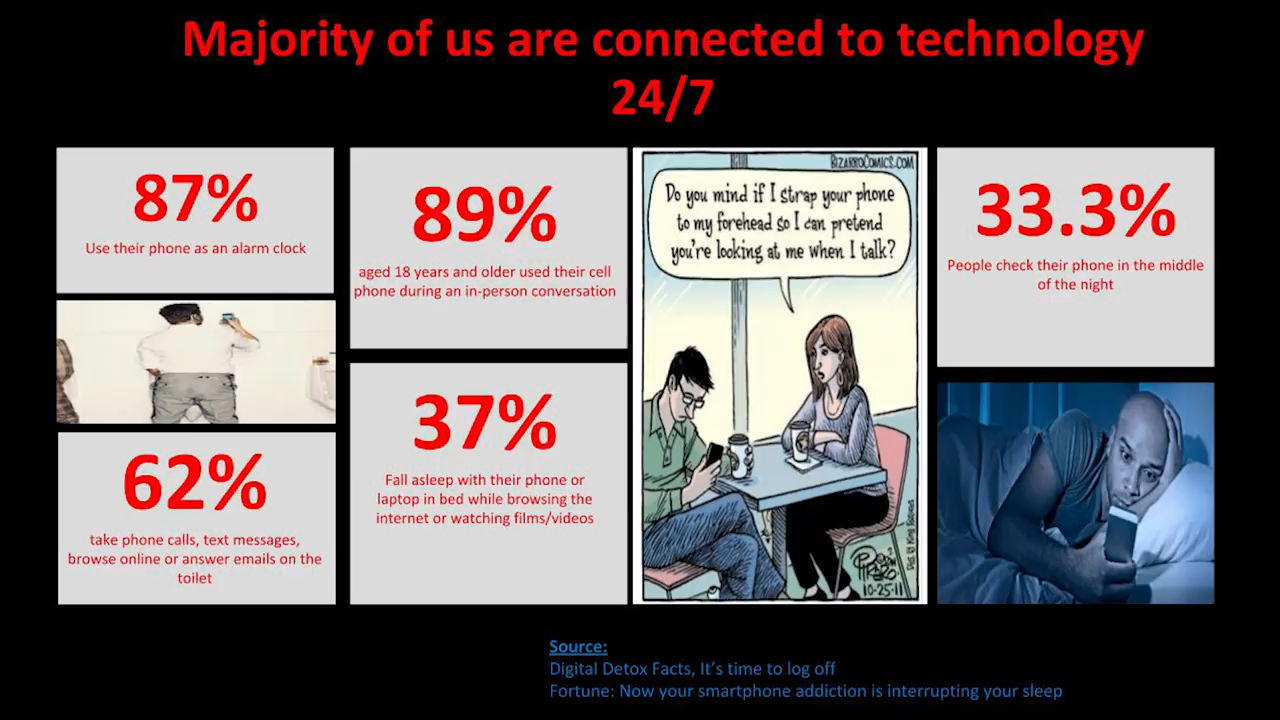 Majority of us are connected to technology
24/7
87%
Use their phone as an alarm clock
62%
take phone calls, text messages,
browse online or answer emails on the
toilet
89%
aged 18 years and older used their cell
phone during an in-person conversation
37%
Fall asleep with their phone or
laptop in bed while browsing the
internet or watching films/videos
BIZARROCOMICS.COM
Do you mind if I strap your phone
to my forehead so I can pretend
you're looking at me when I talk?
10-25-11
33.3%
People check their phone in the middle
of the night
Source:
Digital Detox Facts, It's time to log off
Fortune: Now your smartphone addiction is interrupting your sleep